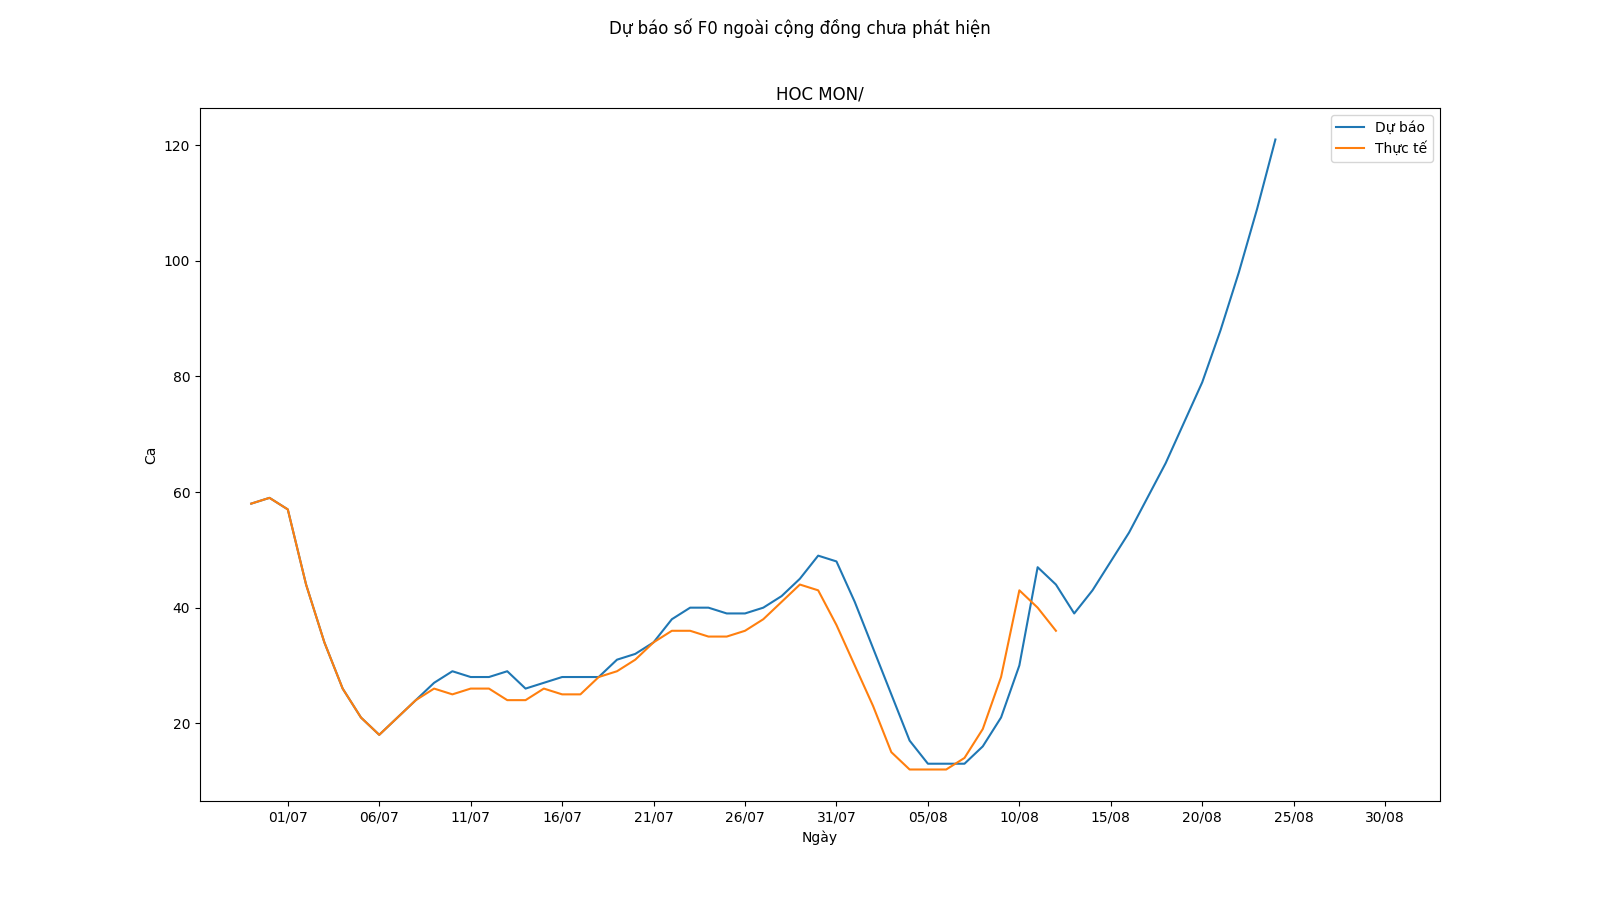 Dự báo số F0 ngoài cộng đồng chưa phát hiện
HOC MON/
Dự báo
Thực tế
120
100
80
60
40
20
Ca
01/07 06/07 11/07 16/07 21/07 26/07 31/07 05/08 10/08 15/08 20/08 25/08 30/08
Ngày